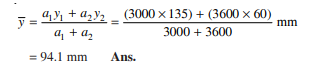 ∴ ȳ = (a₁y₁ + a₂y₂) / (a₁ + a₂) = ((3000 × 135) + (3600 × 60)) / (3000 + 3600) mm
= 94.1 mm Ans.